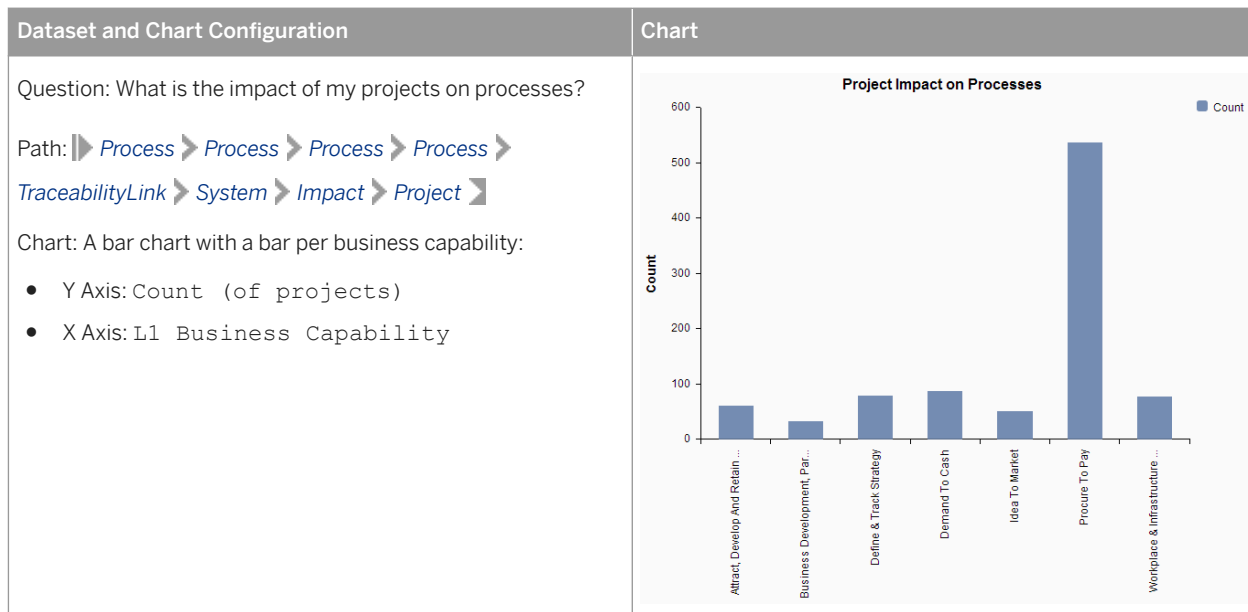 Dataset and Chart Configuration
Chart
Question: What is the impact of my projects on processes?
Path: Process Process Process Process
TraceabilityLink System Impact Project
Chart: A bar chart with a bar per business capability:
● Y Axis: Count (of projects)
● X Axis: L1 Business Capability
Project Impact on Processes
Count
600
500
400
300
200
100
0
Count
Attract, Develop And Retain ...
Business Development, Par...
Define & Track Strategy
Demand To Cash
Idea To Market
Procure To Pay
Workplace & Infrastructure ...